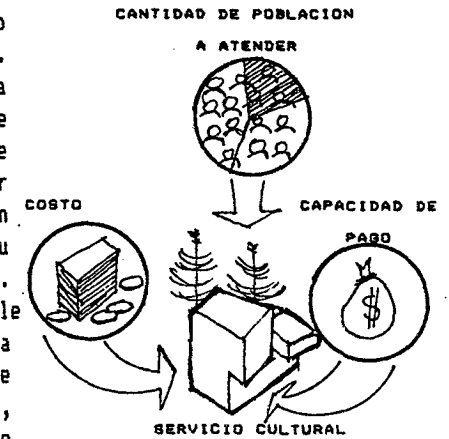 CANTIDAD DE POBLACION
A ATENDER
COSTO
CAPACIDAD DE
PAGO
$
SERVICIO CULTURAL